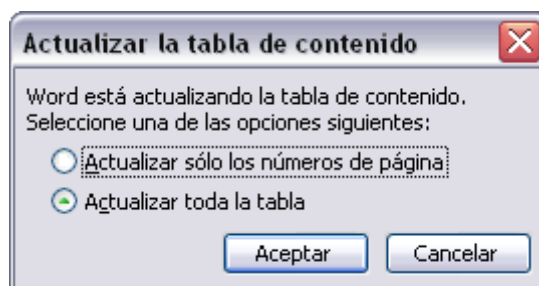 Actualizar la tabla de contenido
Word está actualizando la tabla de contenido.
Seleccione una de las opciones siguientes:
Actualizar sólo los números de página
Actualizar toda la tabla
Aceptar Cancelar